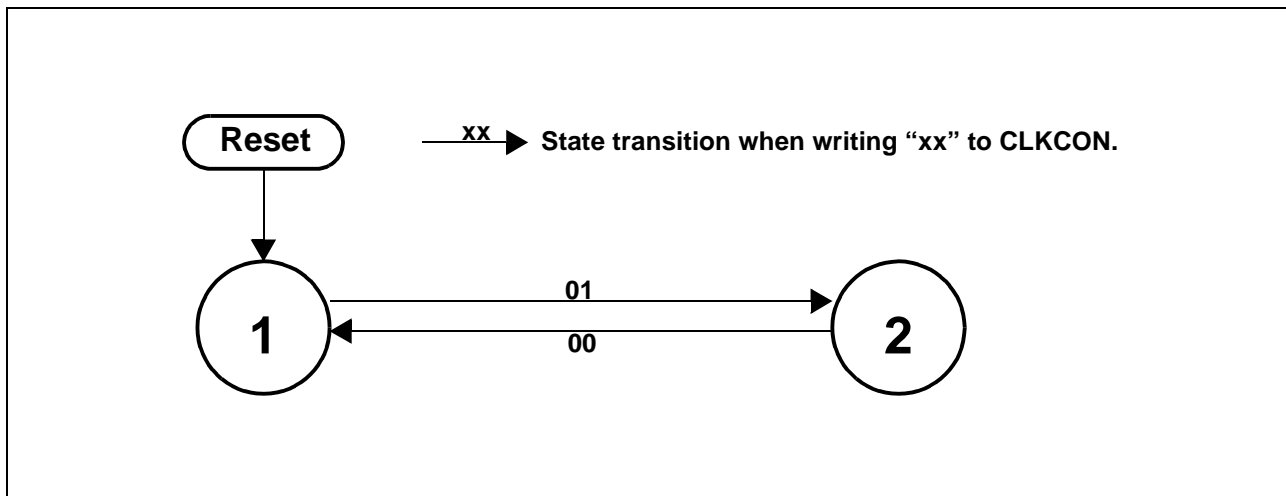 Reset
xx
State transition when writing “xx” to CLKCON.
01
1
2
00